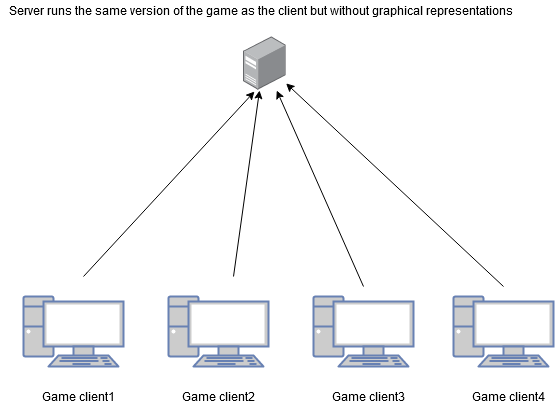 Server runs the same version of the game as the client but without graphical representations
Game client1
Game client2
Game client3
Game client4